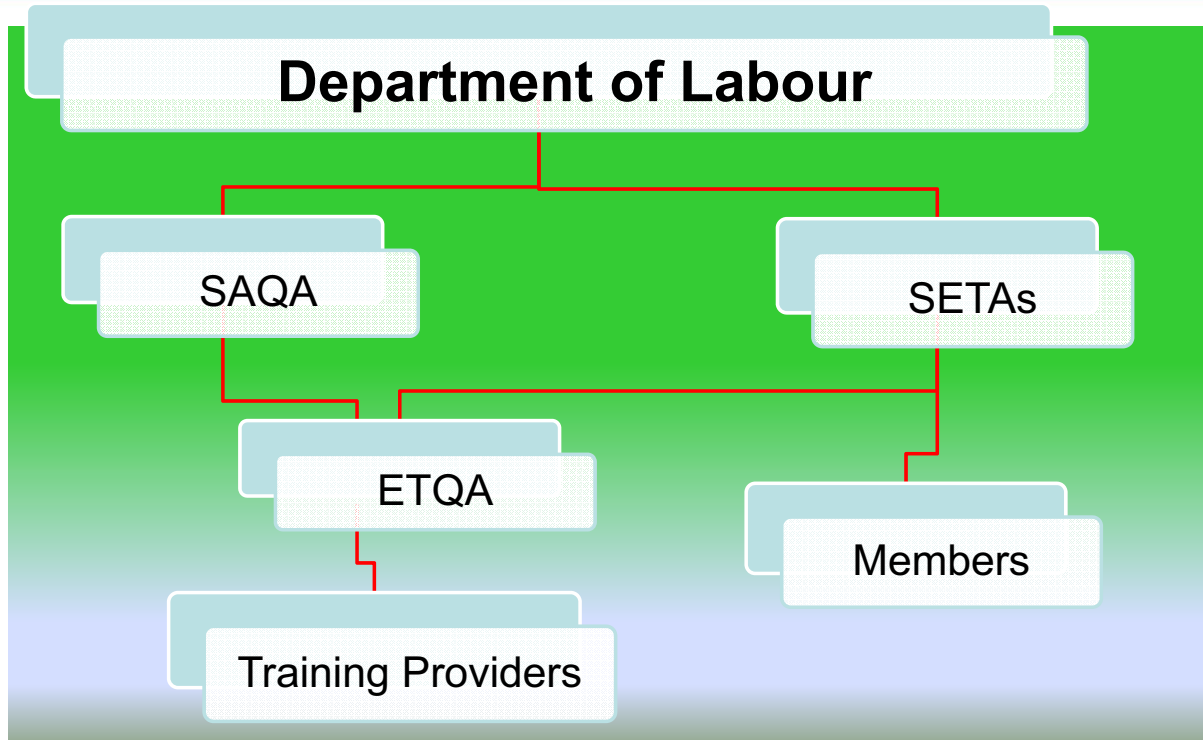 Department of Labour
SAQA
SETAs
ETQA
Members
Training Providers